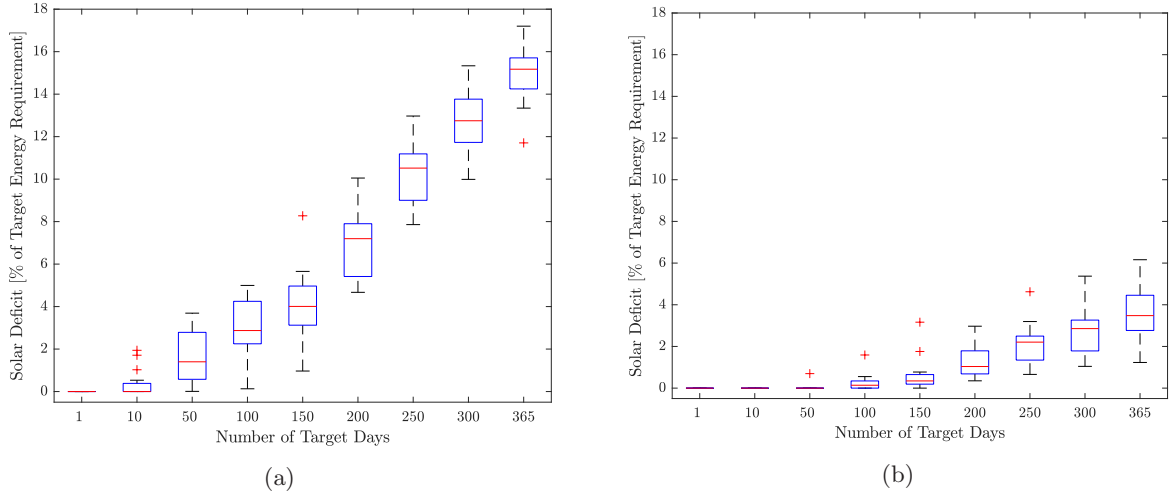 18
16
14
12
10
8
6
4
2
0
Solar Deficit [% of Target Energy Requirement]
1 10 50 100 150 200 250 300 365
Number of Target Days
(a)
18
16
14
12
10
8
6
4
2
0
Solar Deficit [% of Target Energy Requirement]
1 10 50 100 150 200 250 300 365
Number of Target Days
(b)